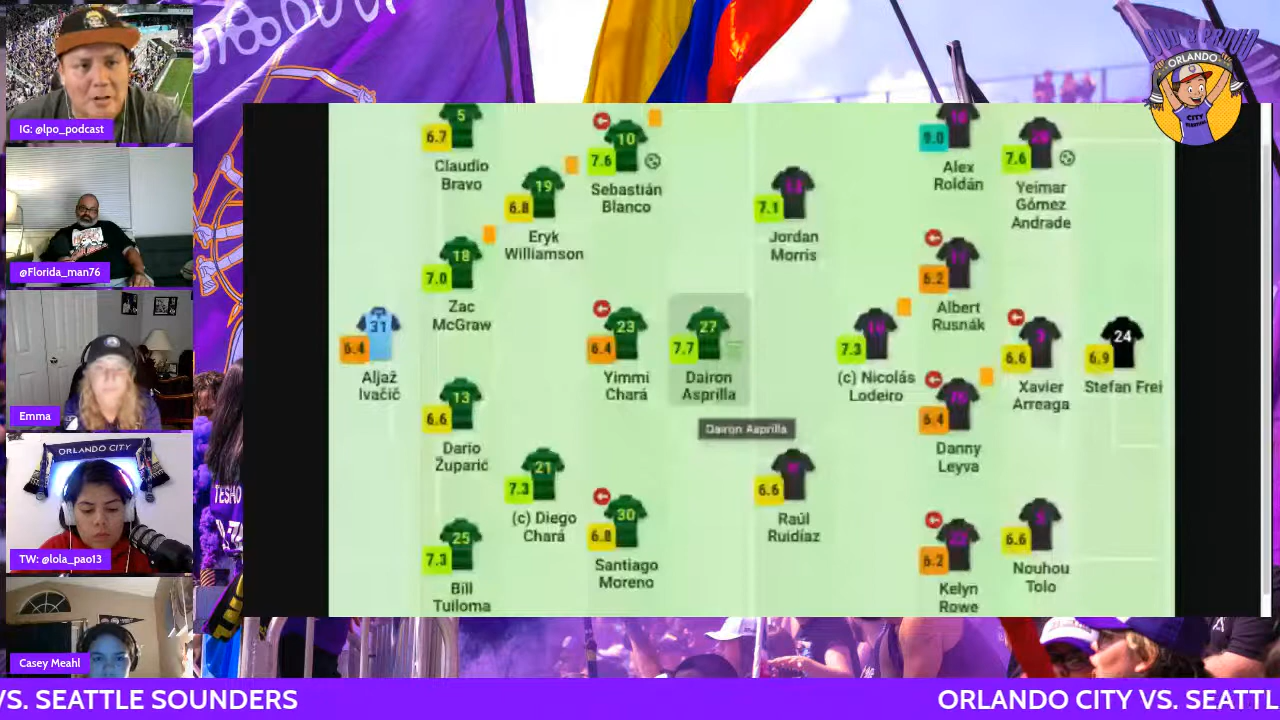 IG: @lpo_podcast
@Florida_man76
Emma
ORLANDO CITY
TW: @lola_pao13
Casey Meahl
ORLANDO
CITY
5
6.7
Claudio
Bravo
19
6.8
Eryk
Williamson
10
7.6
Sebastián
Blanco
18
7.0
Zac
McGraw
31
6.4
Aljaž
Ivačič
23
6.4
Yimmi
Chará
27
7.7
Dairon
Asprilla
Dairon Asprilla
13
6.6
Dario
Župarić
21
7.3
(c) Diego
Chará
30
6.8
Santiago
Moreno
25
7.3
Bill
Tuiloma
7.1
Jordan
Morris
9.0
Alex
Roldán
7.6
Yeimar
Gómez
Andrade
6.2
Albert
Rusnák
7.3
(c) Nicolás
Lodeiro
6.6
Xavier
Arreaga
24
6.9
Stefan Frei
6.4
Danny
Leyva
6.6
Raúl
Ruidíaz
6.2
Kelyn
Rowe
6.6
Nouhou
Tolo
VS. SEATTLE SOUNDERS
ORLANDO CITY VS. SEATTL